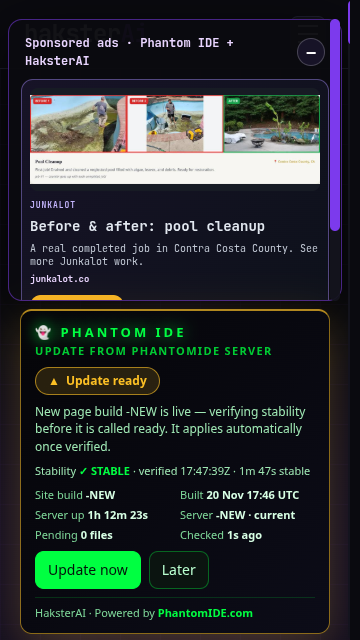 Sponsored ads · Phantom IDE +
HaksterAI
BEFORE
AFTER
Pool Cleanup
JUNKALOT
Before & after: pool cleanup
A real completed job in Contra Costa County. See
more Junkalot work.
junkalot.co
👻 PHANTOM IDE
UPDATE FROM PHANTOMIDE SERVER
▲ Update ready
New page build -NEW is live — verifying stability
before it is called ready. It applies automatically
once verified.
Stability ✓ STABLE · verified 17:47:39Z · 1m 47s stable
Site build -NEW Built 20 Nov 17:46 UTC
Server up 1h 12m 23s Server -NEW · current
Pending 0 files Checked 1s ago
Update now Later
HaksterAI · Powered by PhantomIDE.com